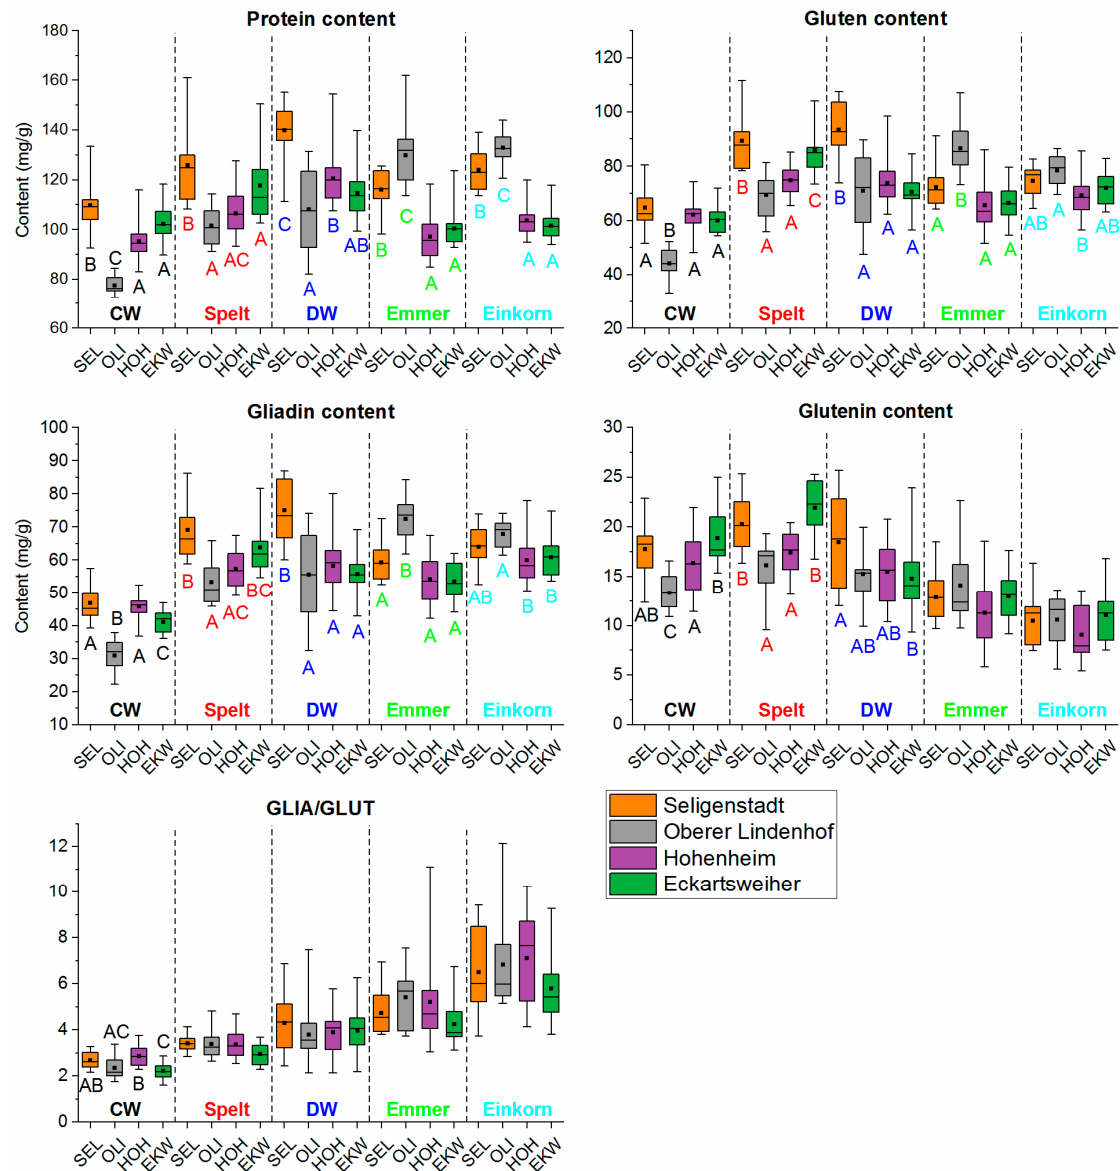 Protein content
Content (mg/g)
180
160
140
120
100
80
60
B
C
A
A
B
A
AC
A
C
A
B
AB
B
C
A
A
B
C
A
A
CW
Spelt
DW
Emmer
Einkorn
SEL
OLI
HOH
EKW
SEL
OLI
HOH
EKW
SEL
OLI
HOH
EKW
SEL
OLI
HOH
EKW
SEL
OLI
HOH
EKW
Gluten content
120
100
80
60
40
20
A
B
A
A
B
A
A
C
B
A
A
A
A
B
A
A
AB
A
B
AB
CW
Spelt
DW
Emmer
Einkorn
SEL
OLI
HOH
EKW
SEL
OLI
HOH
EKW
SEL
OLI
HOH
EKW
SEL
OLI
HOH
EKW
SEL
OLI
HOH
EKW
Gliadin content
Content (mg/g)
100
90
80
70
60
50
40
30
20
10
A
B
A
C
B
A
AC
BC
B
A
A
A
A
B
A
A
AB
A
B
B
CW
Spelt
DW
Emmer
Einkorn
SEL
OLI
HOH
EKW
SEL
OLI
HOH
EKW
SEL
OLI
HOH
EKW
SEL
OLI
HOH
EKW
SEL
OLI
HOH
EKW
Glutenin content
30
25
20
15
10
5
0
AB
C
A
B
B
A
A
B
A
AB
AB
B
CW
Spelt
DW
Emmer
Einkorn
SEL
OLI
HOH
EKW
SEL
OLI
HOH
EKW
SEL
OLI
HOH
EKW
SEL
OLI
HOH
EKW
SEL
OLI
HOH
EKW
GLIA/GLUT
12
10
8
6
4
2
0
AB
AC
B
C
CW
Spelt
DW
Emmer
Einkorn
SEL
OLI
HOH
EKW
SEL
OLI
HOH
EKW
SEL
OLI
HOH
EKW
SEL
OLI
HOH
EKW
SEL
OLI
HOH
EKW
Seligenstadt
Oberer Lindenhof
Hohenheim
Eckartsweiher